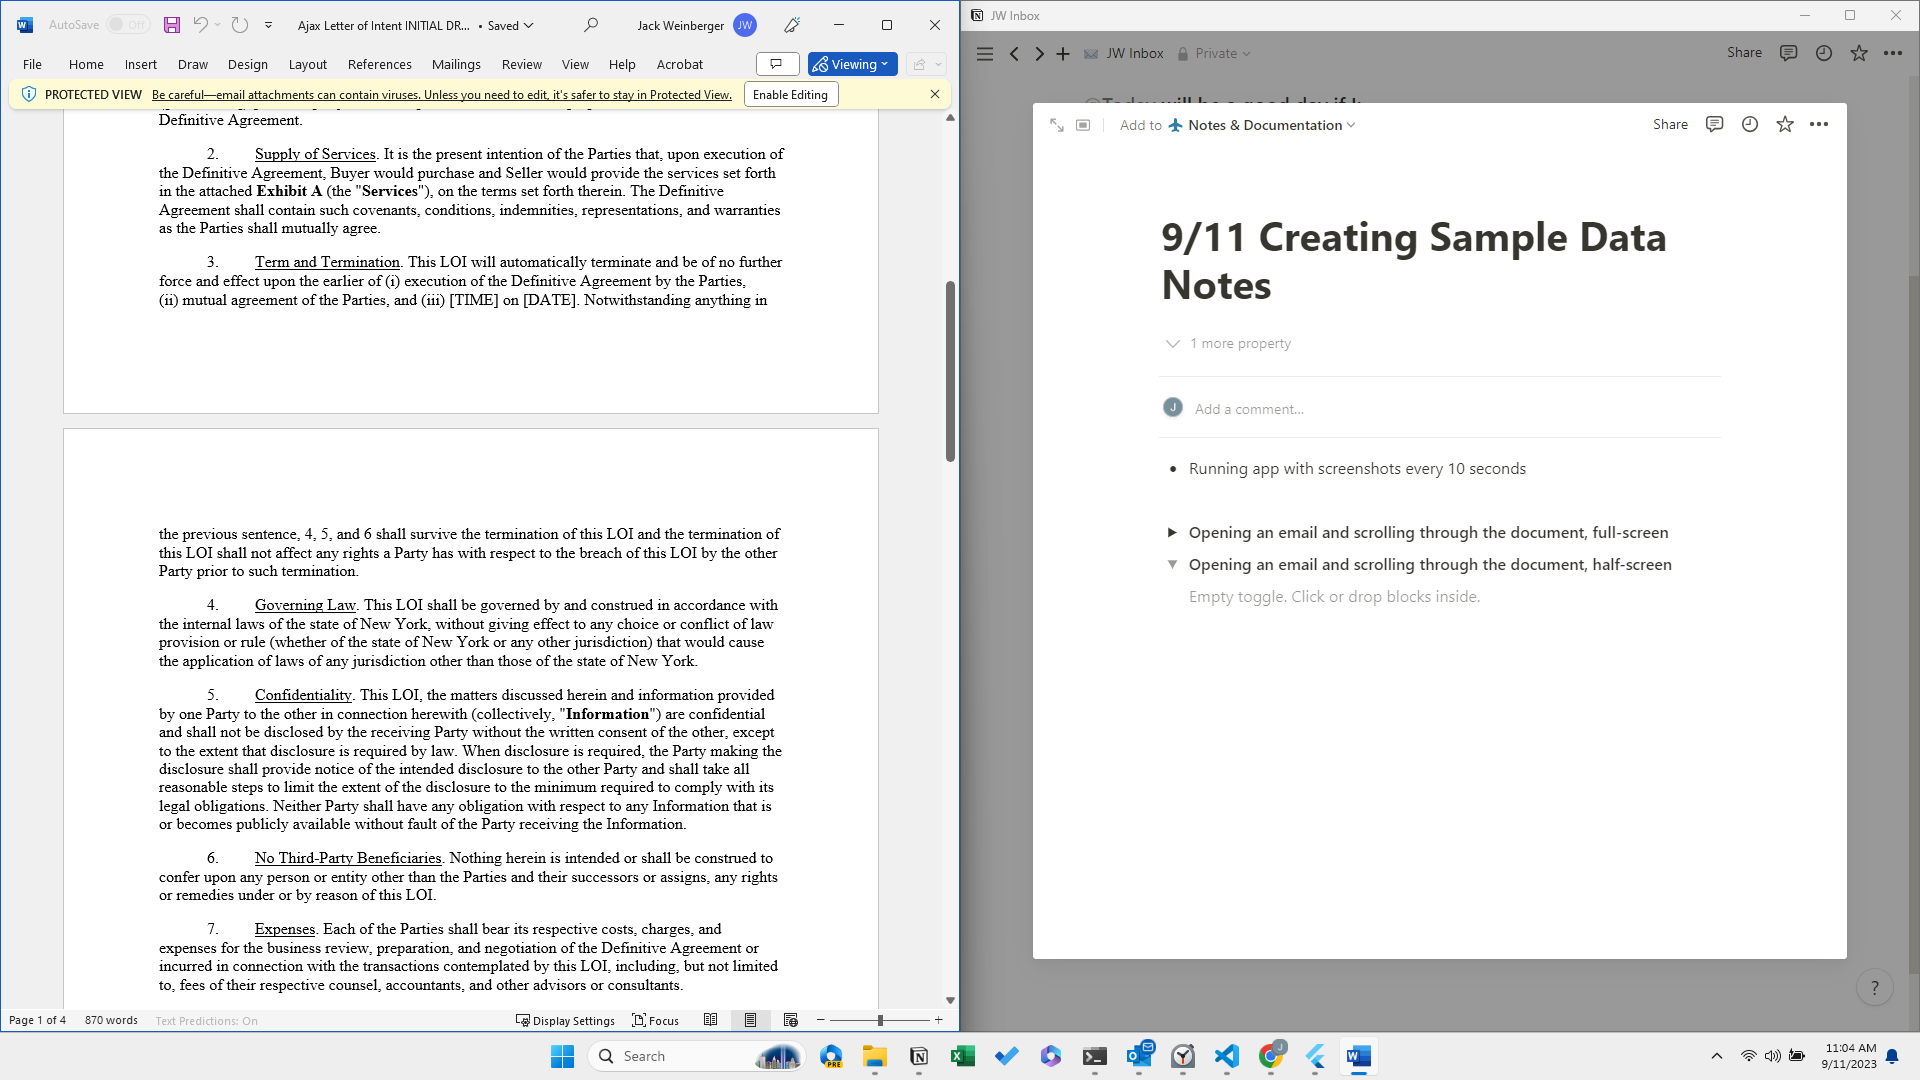 AutoSave
Off
Ajax Letter of Intent INITIAL DR... • Saved
Jack Weinberger
JW
File Home Insert Draw Design Layout References Mailings Review View Help Acrobat
Viewing
PROTECTED VIEW Be careful—email attachments can contain viruses. Unless you need to edit, it's safer to stay in Protected View. Enable Editing
Definitive Agreement.
2. Supply of Services. It is the present intention of the Parties that, upon execution of
the Definitive Agreement, Buyer would purchase and Seller would provide the services set forth
in the attached Exhibit A (the "Services"), on the terms set forth therein. The Definitive
Agreement shall contain such covenants, conditions, indemnities, representations, and warranties
as the Parties shall mutually agree.
3. Term and Termination. This LOI will automatically terminate and be of no further
force and effect upon the earlier of (i) execution of the Definitive Agreement by the Parties,
(ii) mutual agreement of the Parties, and (iii) [TIME] on [DATE]. Notwithstanding anything in
the previous sentence, 4, 5, and 6 shall survive the termination of this LOI and the termination of
this LOI shall not affect any rights a Party has with respect to the breach of this LOI by the other
Party prior to such termination.
4. Governing Law. This LOI shall be governed by and construed in accordance with
the internal laws of the state of New York, without giving effect to any choice or conflict of law
provision or rule (whether of the state of New York or any other jurisdiction) that would cause
the application of laws of any jurisdiction other than those of the state of New York.
5. Confidentiality. This LOI, the matters discussed herein and information provided
by one Party to the other in connection herewith (collectively, "Information") are confidential
and shall not be disclosed by the receiving Party without the written consent of the other, except
to the extent that disclosure is required by law. When disclosure is required, the Party making the
disclosure shall provide notice of the intended disclosure to the other Party and shall take all
reasonable steps to limit the extent of the disclosure to the minimum required to comply with its
legal obligations. Neither Party shall have any obligation with respect to any Information that is
or becomes publicly available without fault of the Party receiving the Information.
6. No Third-Party Beneficiaries. Nothing herein is intended or shall be construed to
confer upon any person or entity other than the Parties and their successors or assigns, any rights
or remedies under or by reason of this LOI.
7. Expenses. Each of the Parties shall bear its respective costs, charges, and
expenses for the business review, preparation, and negotiation of the Definitive Agreement or
incurred in connection with the transactions contemplated by this LOI, including, but not limited
to, fees of their respective counsel, accountants, and other advisors or consultants.
Page 1 of 4 870 words Text Predictions: On Display Settings Focus
JW Inbox
JW Inbox Private Share
@Today will be a good day if I:
Add to Notes & Documentation Share
9/11 Creating Sample Data
Notes
1 more property
J Add a comment...
• Running app with screenshots every 10 seconds
Opening an email and scrolling through the document, full-screen
Opening an email and scrolling through the document, half-screen
Empty toggle. Click or drop blocks inside.
?
Search
PRE
J
11:04 AM
9/11/2023